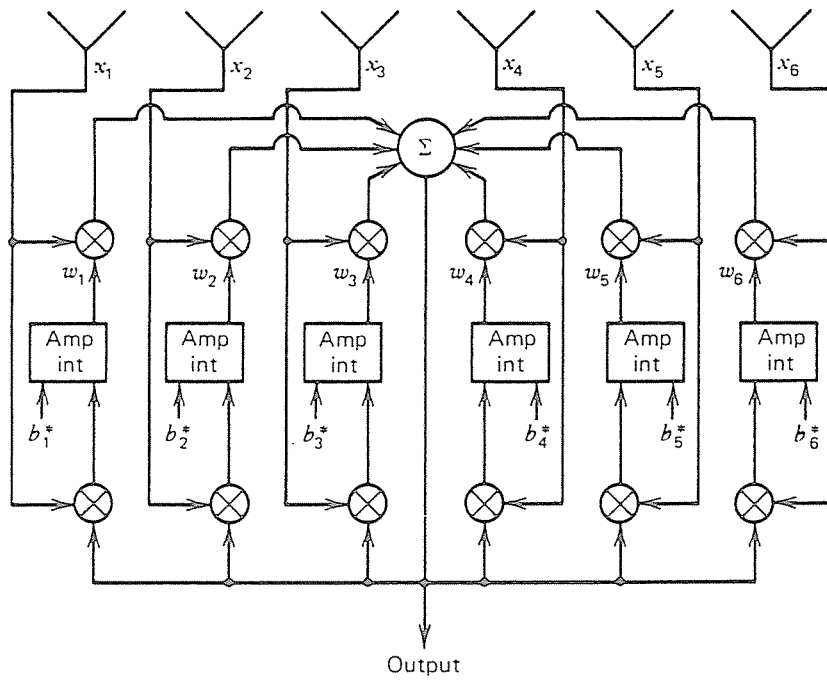 x₁ x₂ x₃ x₄ x₅ x₆
Σ
w₁ w₂ w₃ w₄ w₅ w₆
Amp int
Amp int
Amp int
Amp int
Amp int
Amp int
b₁* b₂* b₃* b₄* b₅* b₆*
Output